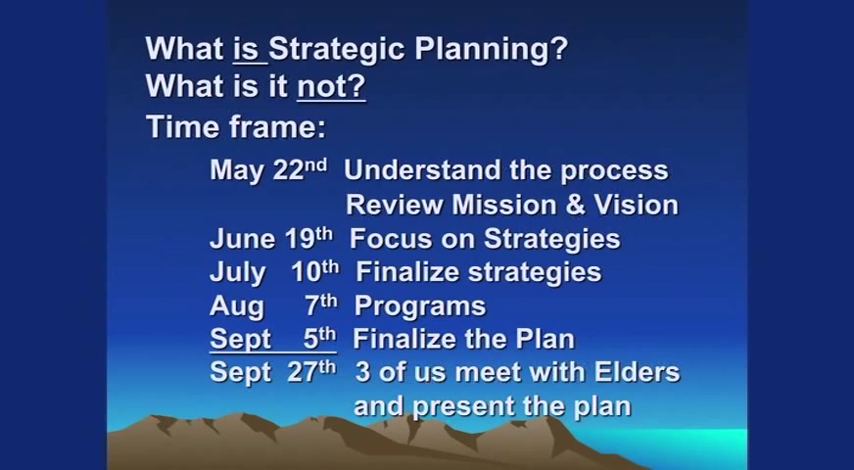 What is Strategic Planning?
What is it not?
Time frame:
May 22nd Understand the process
Review Mission & Vision
June 19th Focus on Strategies
July 10th Finalize strategies
Aug 7th Programs
Sept 5th Finalize the Plan
Sept 27th 3 of us meet with Elders
and present the plan